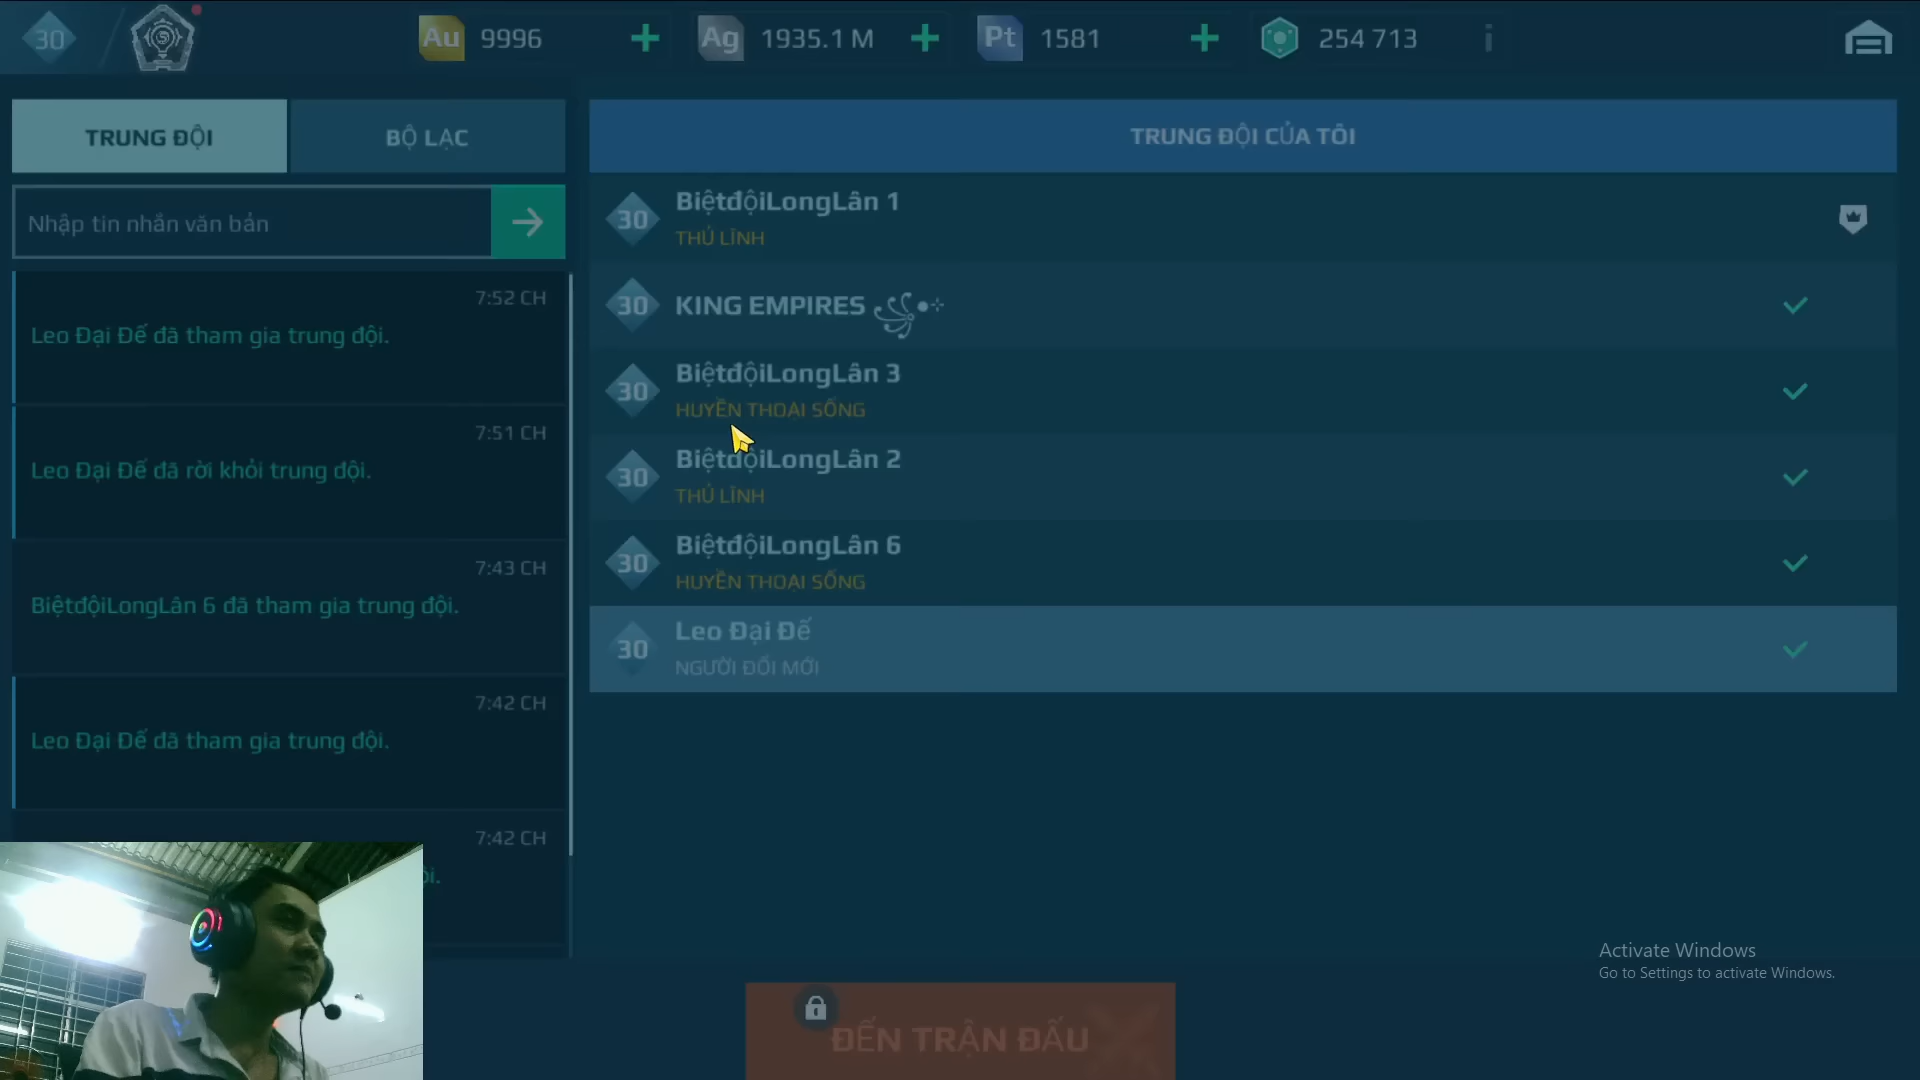 30
Au 9996
Ag 1935.1 M
Pt 1581
254 713
TRUNG ĐỘI
BỘ LẠC
Nhập tin nhắn văn bản
7:52 CH
Leo Đại Đế đã tham gia trung đội.
7:51 CH
Leo Đại Đế đã rời khỏi trung đội.
7:43 CH
BiệtđộiLongLân 6 đã tham gia trung đội.
7:42 CH
Leo Đại Đế đã tham gia trung đội.
7:42 CH
TRUNG ĐỘI CỦA TÔI
30
BiệtđộiLongLân 1
THỦ LĨNH
30
KING EMPIRES
30
BiệtđộiLongLân 3
HUYỀN THOẠI SỐNG
30
BiệtđộiLongLân 2
THỦ LĨNH
30
BiệtđộiLongLân 6
HUYỀN THOẠI SỐNG
30
Leo Đại Đế
NGƯỜI ĐỔI MỚI
ĐẾN TRẬN ĐẤU
Activate Windows
Go to Settings to activate Windows.